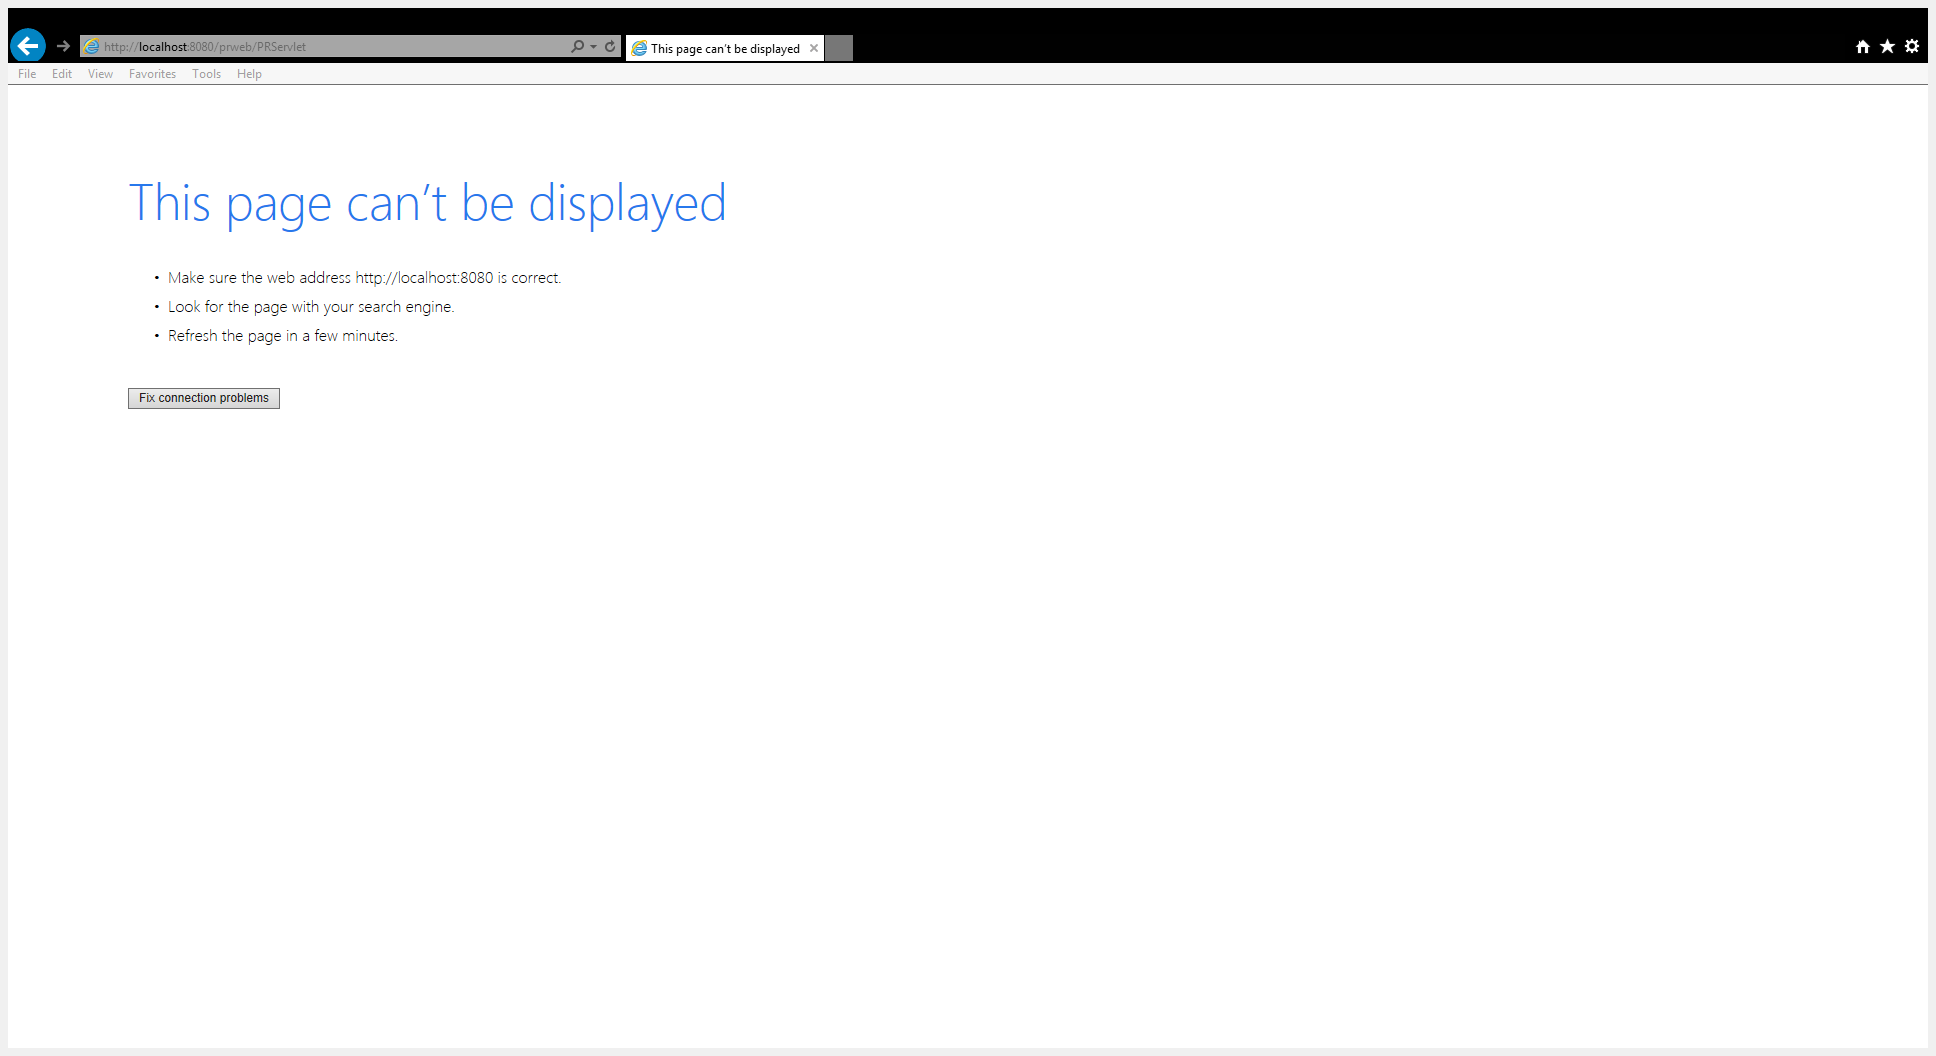 http://localhost:8080/prweb/PRServlet
This page can't be displayed
File Edit View Favorites Tools Help
This page can’t be displayed
• Make sure the web address http://localhost:8080 is correct.
• Look for the page with your search engine.
• Refresh the page in a few minutes.
Fix connection problems